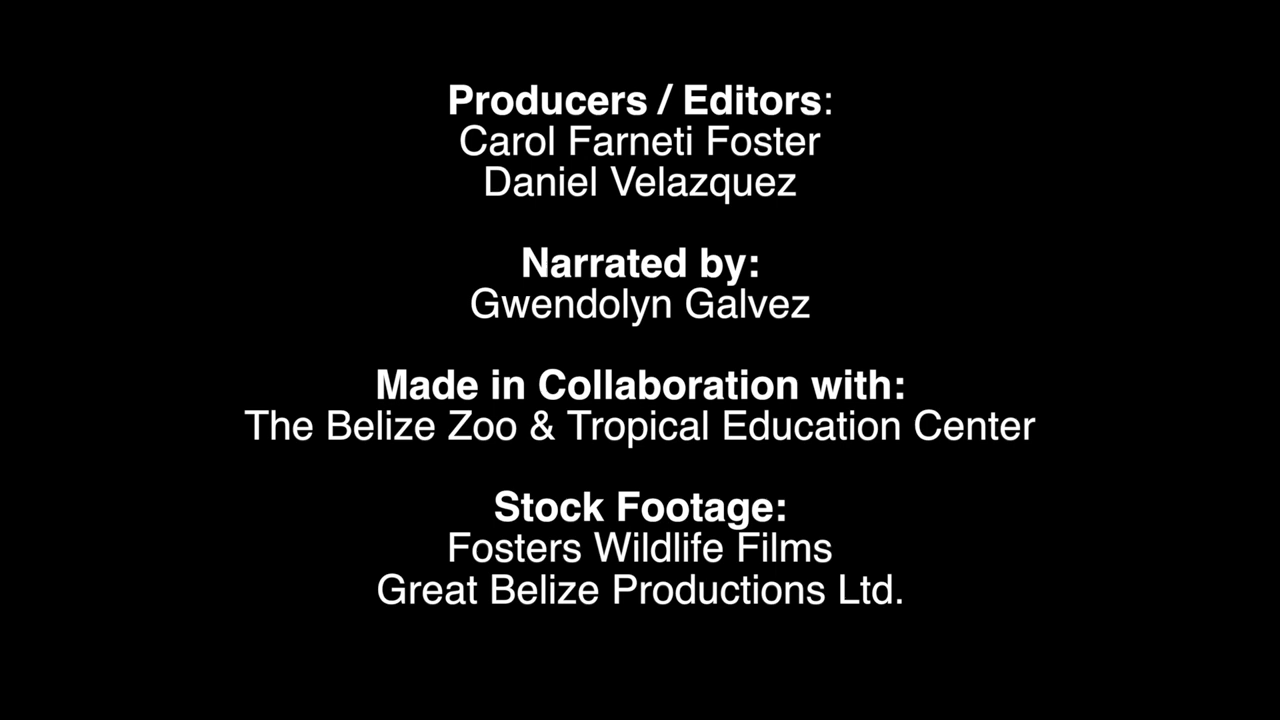 Producers / Editors:
Carol Farneti Foster
Daniel Velazquez
Narrated by:
Gwendolyn Galvez
Made in Collaboration with:
The Belize Zoo & Tropical Education Center
Stock Footage:
Fosters Wildlife Films
Great Belize Productions Ltd.